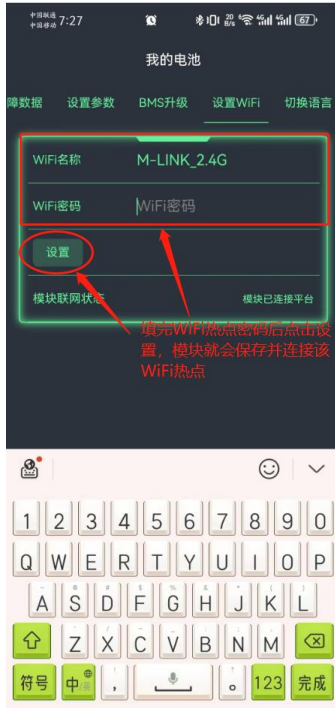 中国联通
中国移动 7:27
20 B/s 4G 4G 67
我的电池
障数据 设置参数 BMS升级 设置WiFi 切换语言
WiFi名称 M-LINK_2.4G
WiFi密码 WiFi密码
设置
模块联网状态 模块已连接平台
填完WiFi热点密码后点击设
置，模块就会保存并连接该
WiFi热点
1 2 3 4 5 6 7 8 9 0
Q W E R T Y U I O P
A S D F G H J K L
Z X C V B N M
符号 中 ， 。 123 完成